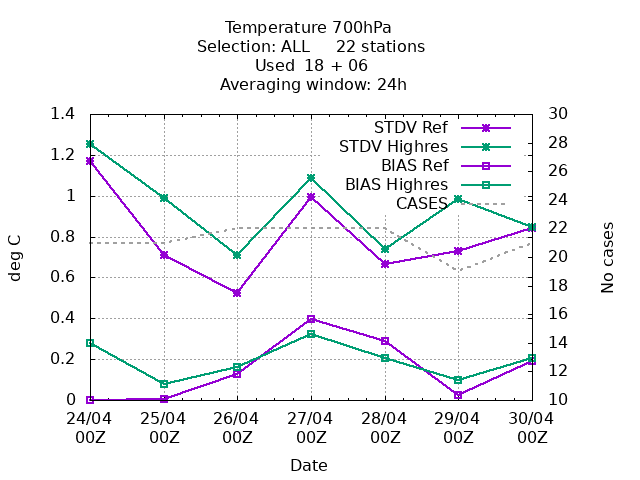 Temperature 700hPa
Selection: ALL     22 stations
Used  18 + 06
Averaging window: 24h
1.4
1.2
1
0.8
0.6
0.4
0.2
0
30
28
26
24
22
20
18
16
14
12
10
STDV Ref
STDV Highres
BIAS Ref
BIAS Highres
CASES
deg C
No cases
24/04 25/04 26/04 27/04 28/04 29/04 30/04
00Z 00Z 00Z 00Z 00Z 00Z 00Z
Date